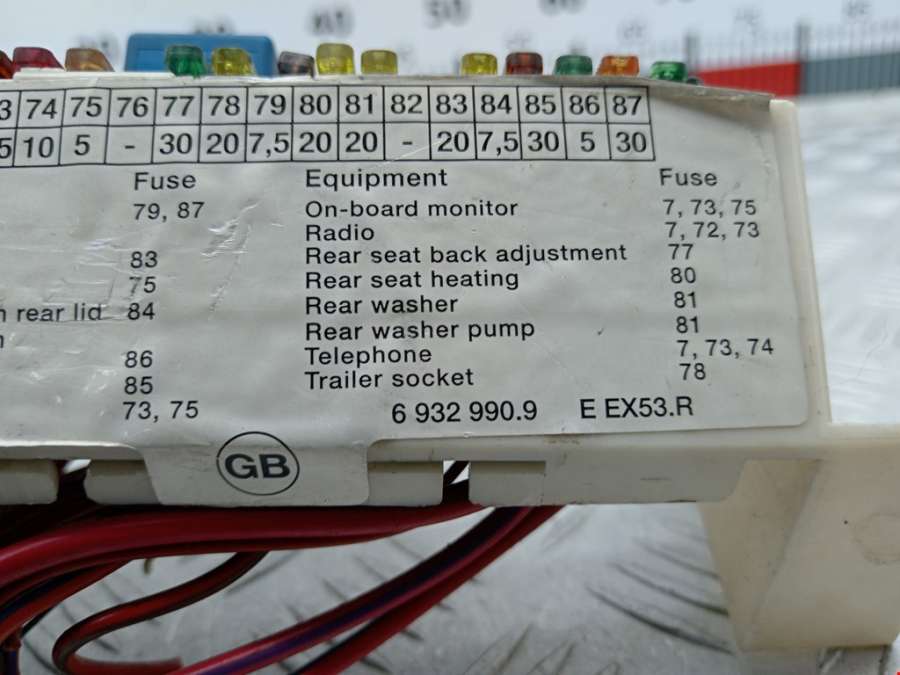 3 74 75 76 77 78 79 80 81 82 83 84 85 86 87
5 10 5 - 30 20 7,5 20 20 - 20 7,5 30 5 30
Fuse Equipment Fuse
79, 87 On-board monitor 7, 73, 75
Radio 7, 72, 73
83 Rear seat back adjustment 77
75 Rear seat heating 80
n rear lid 84 Rear washer 81
Rear washer pump 81
86 Telephone 7, 73, 74
85 Trailer socket 78
73, 75 6 932 990.9 E EX53.R
GB